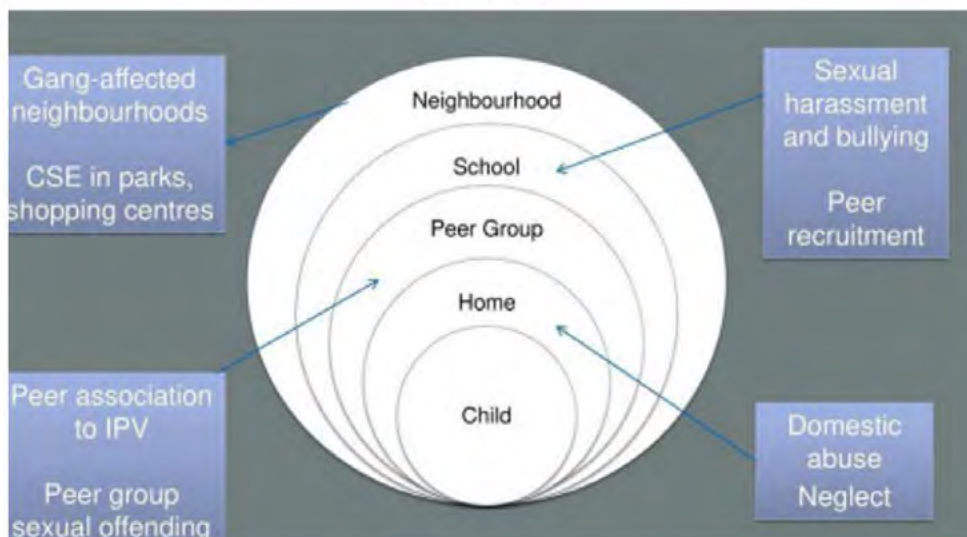 Gang-affected
neighbourhoods
CSE in parks,
shopping centres
Neighbourhood
School
Peer Group
Home
Child
Sexual
harassment
and bullying
Peer
recruitment
Peer association
to IPV
Peer group
sexual offending
Domestic
abuse
Neglect